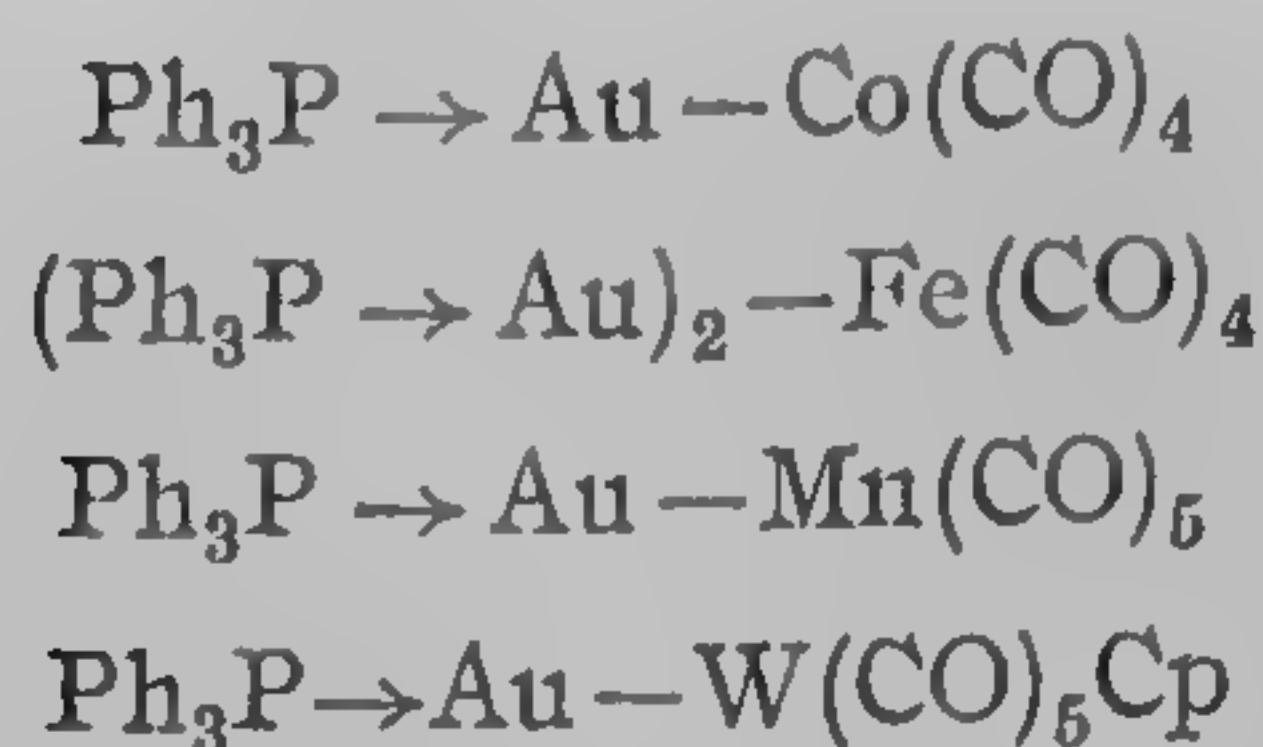 Ph₃P → Au — Co(CO)₄
(Ph₃P → Au)₂ — Fe(CO)₄
Ph₃P → Au — Mn(CO)₅
Ph₃P → Au — W(CO)₅Cp